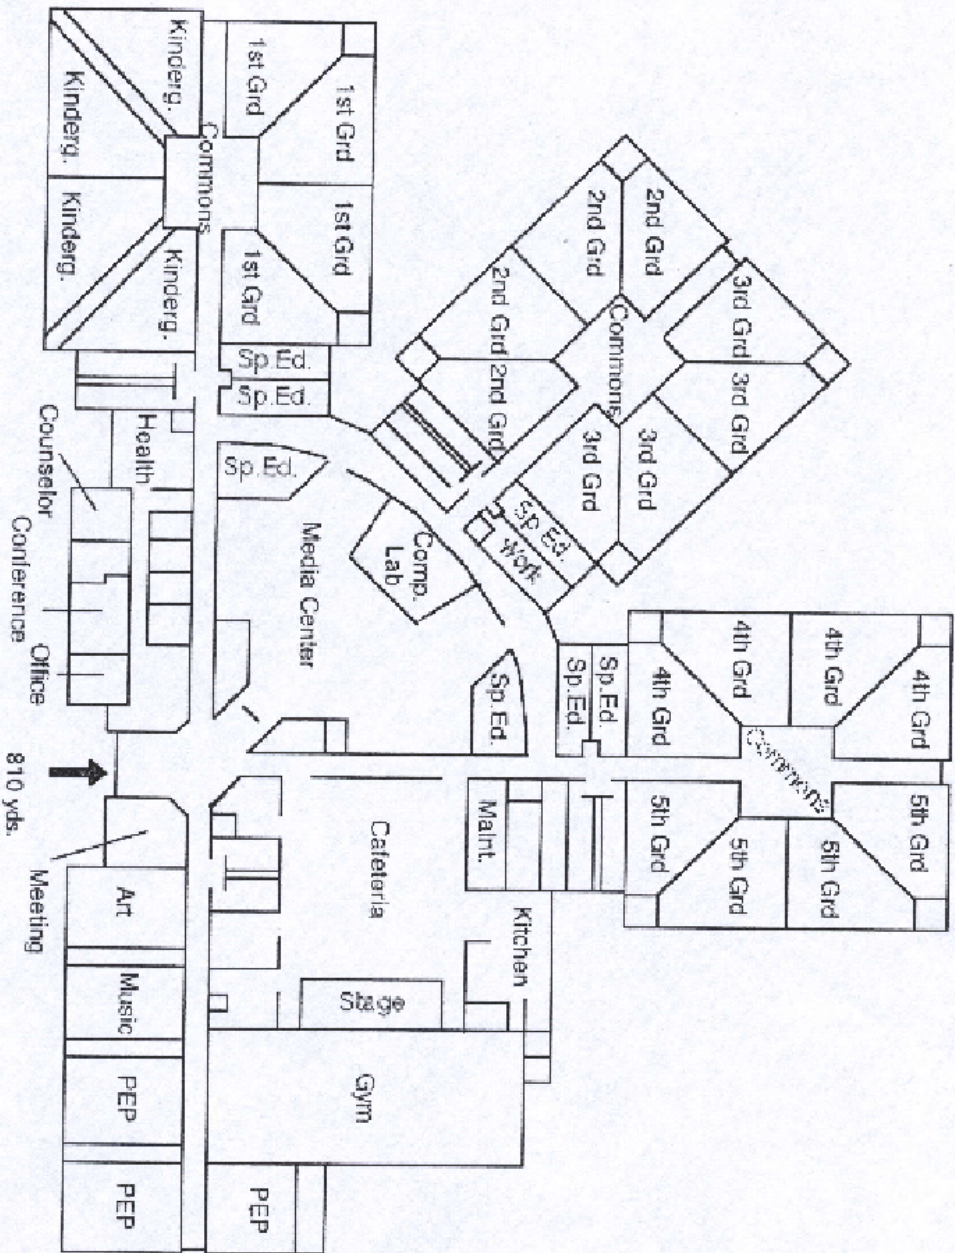 Kinderg.
Kinderg.
Kinderg.
Kinderg.
Commons
1st Grd
1st Grd
1st Grd
1st Grd
Sp.Ed.
Sp.Ed.
Sp.Ed.
Health
Counselor
Conference
Office
810 yds.
Meeting
Media Center
Comp.
Lab
2nd Grd
2nd Grd
2nd Grd
2nd Grd
Commons
3rd Grd
3rd Grd
3rd Grd
3rd Grd
Sp.Ed.
Work
Sp.Ed.
Sp.Ed.
Sp.Ed.
4th Grd
4th Grd
4th Grd
4th Grd
Commons
5th Grd
5th Grd
5th Grd
5th Grd
Maint.
Kitchen
Cafeteria
Stage
Gym
Art
Music
PEP
PEP
PEP